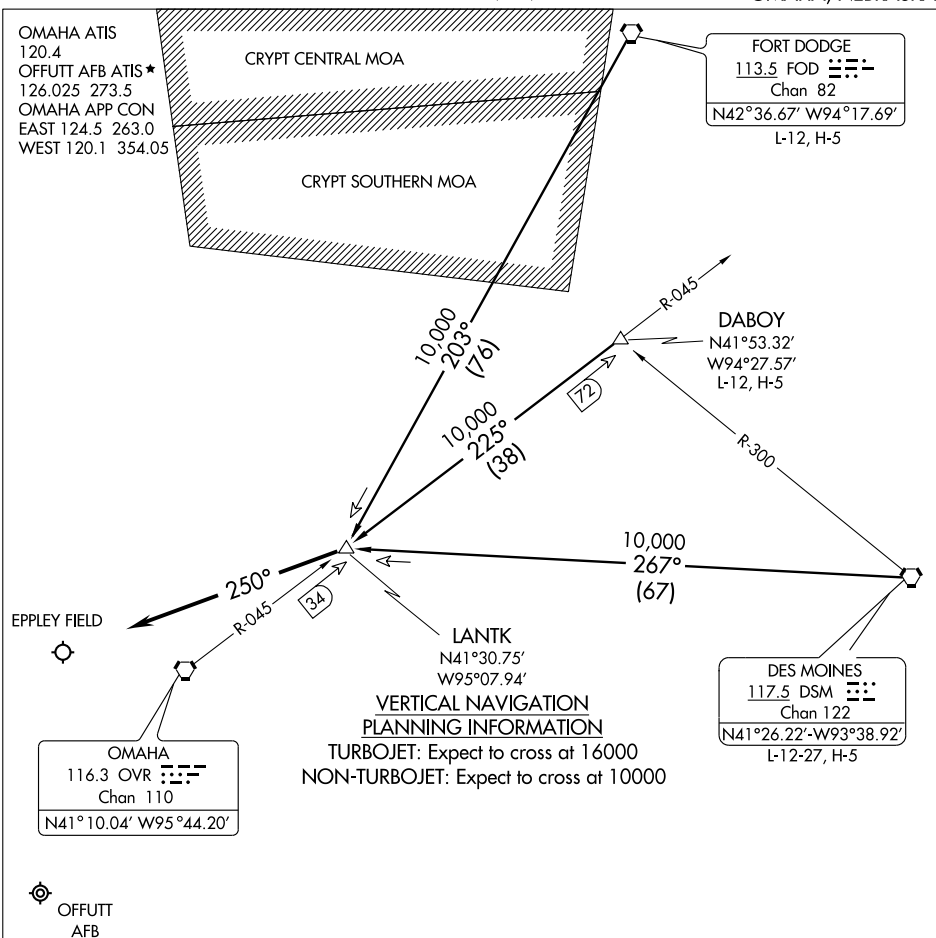 OMAHA ATIS
120.4
OFFUTT AFB ATIS★
126.025 273.5
OMAHA APP CON
EAST 124.5 263.0
WEST 120.1 354.05
CRYPT CENTRAL MOA
CRYPT SOUTHERN MOA
FORT DODGE
113.5 FOD
Chan 82
N42°36.67′ W94°17.69′
L-12, H-5
10,000
203°
(76)
R-045
DABOY
N41°53.32′
W94°27.57′
L-12, H-5
72
10,000
225°
(38)
R-300
10,000
267°
(67)
250°
R-045
34
EPPLEY FIELD
LANTK
N41°30.75′
W95°07.94′
VERTICAL NAVIGATION
PLANNING INFORMATION
TURBOJET: Expect to cross at 16000
NON-TURBOJET: Expect to cross at 10000
DES MOINES
117.5 DSM
Chan 122
N41°26.22′-W93°38.92′
L-12-27, H-5
OMAHA
116.3 OVR
Chan 110
N41°10.04′ W95°44.20′
OFFUTT
AFB